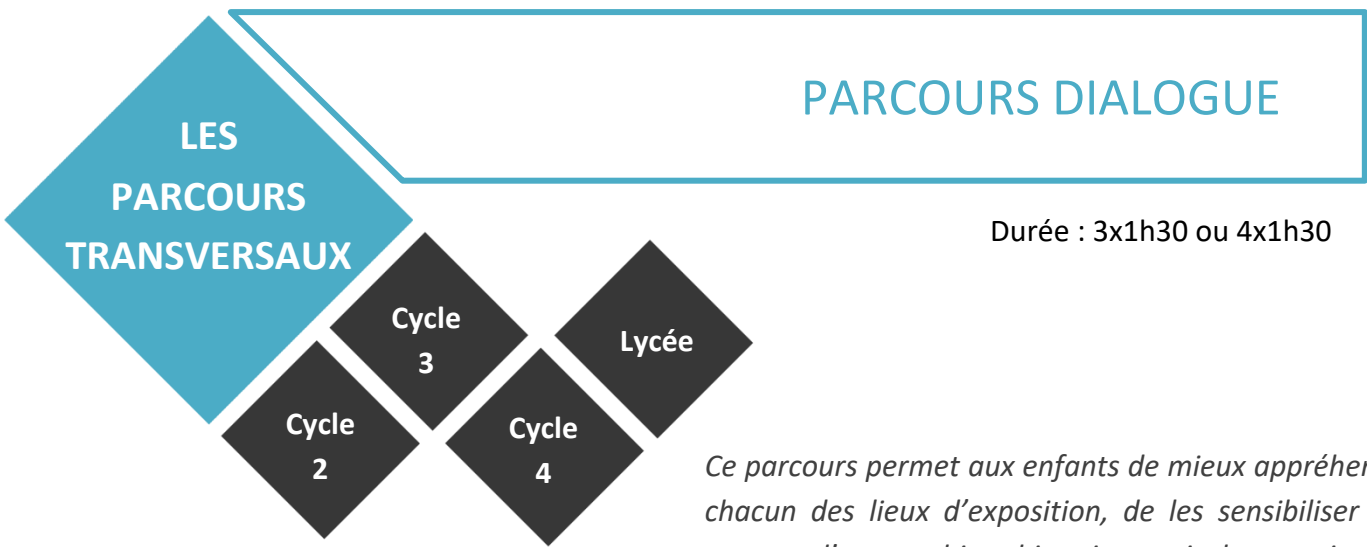 LES
PARCOURS
TRANSVERSAUX
PARCOURS DIALOGUE
Durée : 3x1h30 ou 4x1h30
Cycle
3
Lycée
Cycle
2
Cycle
4
Ce parcours permet aux enfants de mieux
chacun des lieux d’exposition, de les sensibiliser